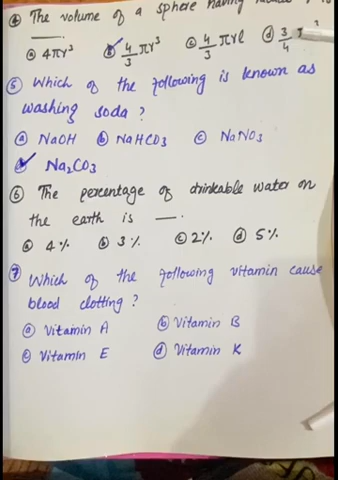 ④ The volume of a sphere having
ⓐ 4πr³ ⓑ 4/3 πr³ ⓒ 4/3 πrl ⓓ 3/4
⑤ Which of the following is known as
washing soda?
ⓐ NaOH ⓑ NaHCO3 ⓒ NaNO3
Na2CO3
⑥ The percentage of drinkable water on
the earth is —.
ⓐ 4% ⓑ 3% ⓒ 2% ⓓ 5%
⑦ Which of the following vitamin cause
blood clotting?
ⓐ Vitamin A ⓑ Vitamin B
ⓒ Vitamin E ⓓ Vitamin K